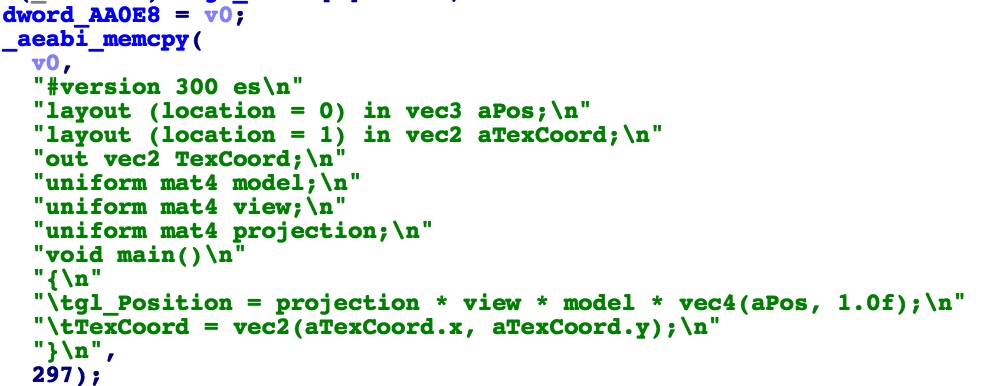 dword_AA0E8 = v0;
_aeabi_memcpy(
v0,
"#version 300 es\n"
"layout (location = 0) in vec3 aPos;\n"
"layout (location = 1) in vec2 aTexCoord;\n"
"out vec2 TexCoord;\n"
"uniform mat4 model;\n"
"uniform mat4 view;\n"
"uniform mat4 projection;\n"
"void main()\n"
"{\n"
"\tgl_Position = projection * view * model * vec4(aPos, 1.0f);\n"
"\tTexCoord = vec2(aTexCoord.x, aTexCoord.y);\n"
"}\n",
297);